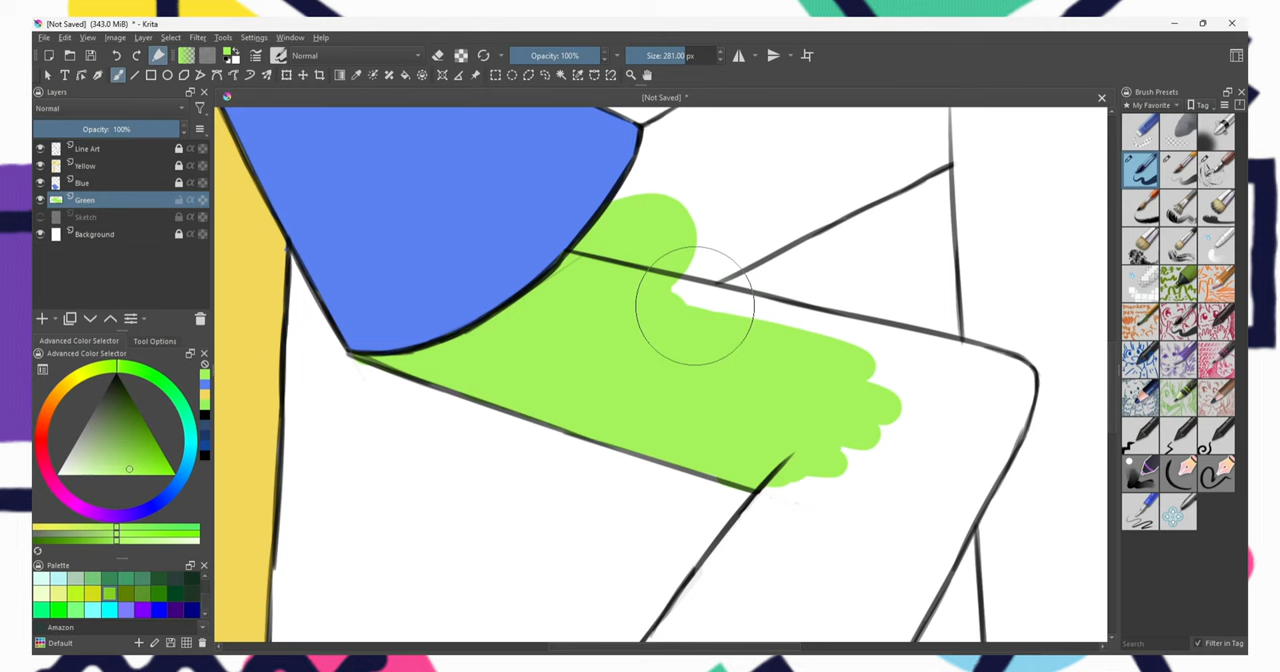 [Not Saved] (343.0 MiB) * - Krita
File Edit View Image Layer Select Filter Tools Settings Window Help
Normal
Opacity: 100%
Size: 281.00 px
Layers
[Not Saved] *
Brush Presets
Normal
My Favorite
Tag
Opacity: 100%
Line Art
Yellow
Blue
Green
Sketch
Background
Advanced Color Selector
Tool Options
Advanced Color Selector
Palette
Amazon
Default
Search
Filter in Tag